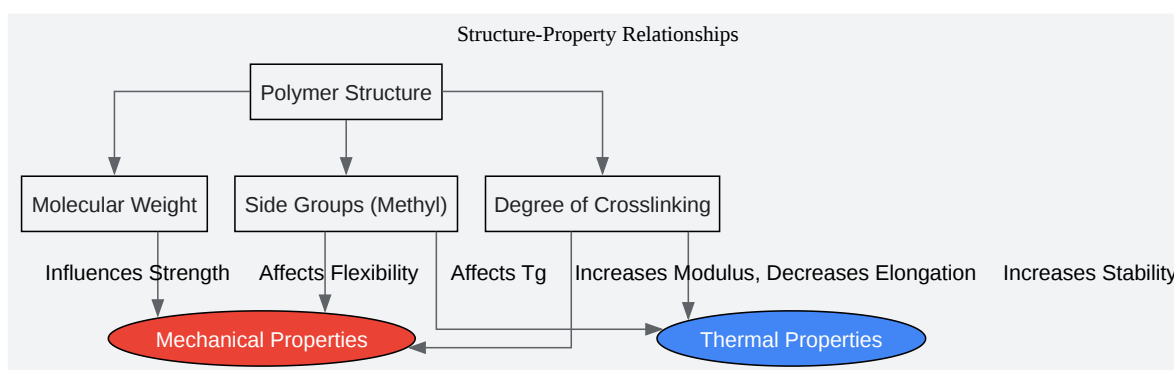 Structure-Property Relationships
Polymer Structure
Molecular Weight
Side Groups (Methyl)
Degree of Crosslinking
Influences Strength
Affects Flexibility
Affects Tg
Increases Modulus, Decreases Elongation
Increases Stability
Mechanical Properties
Thermal Properties